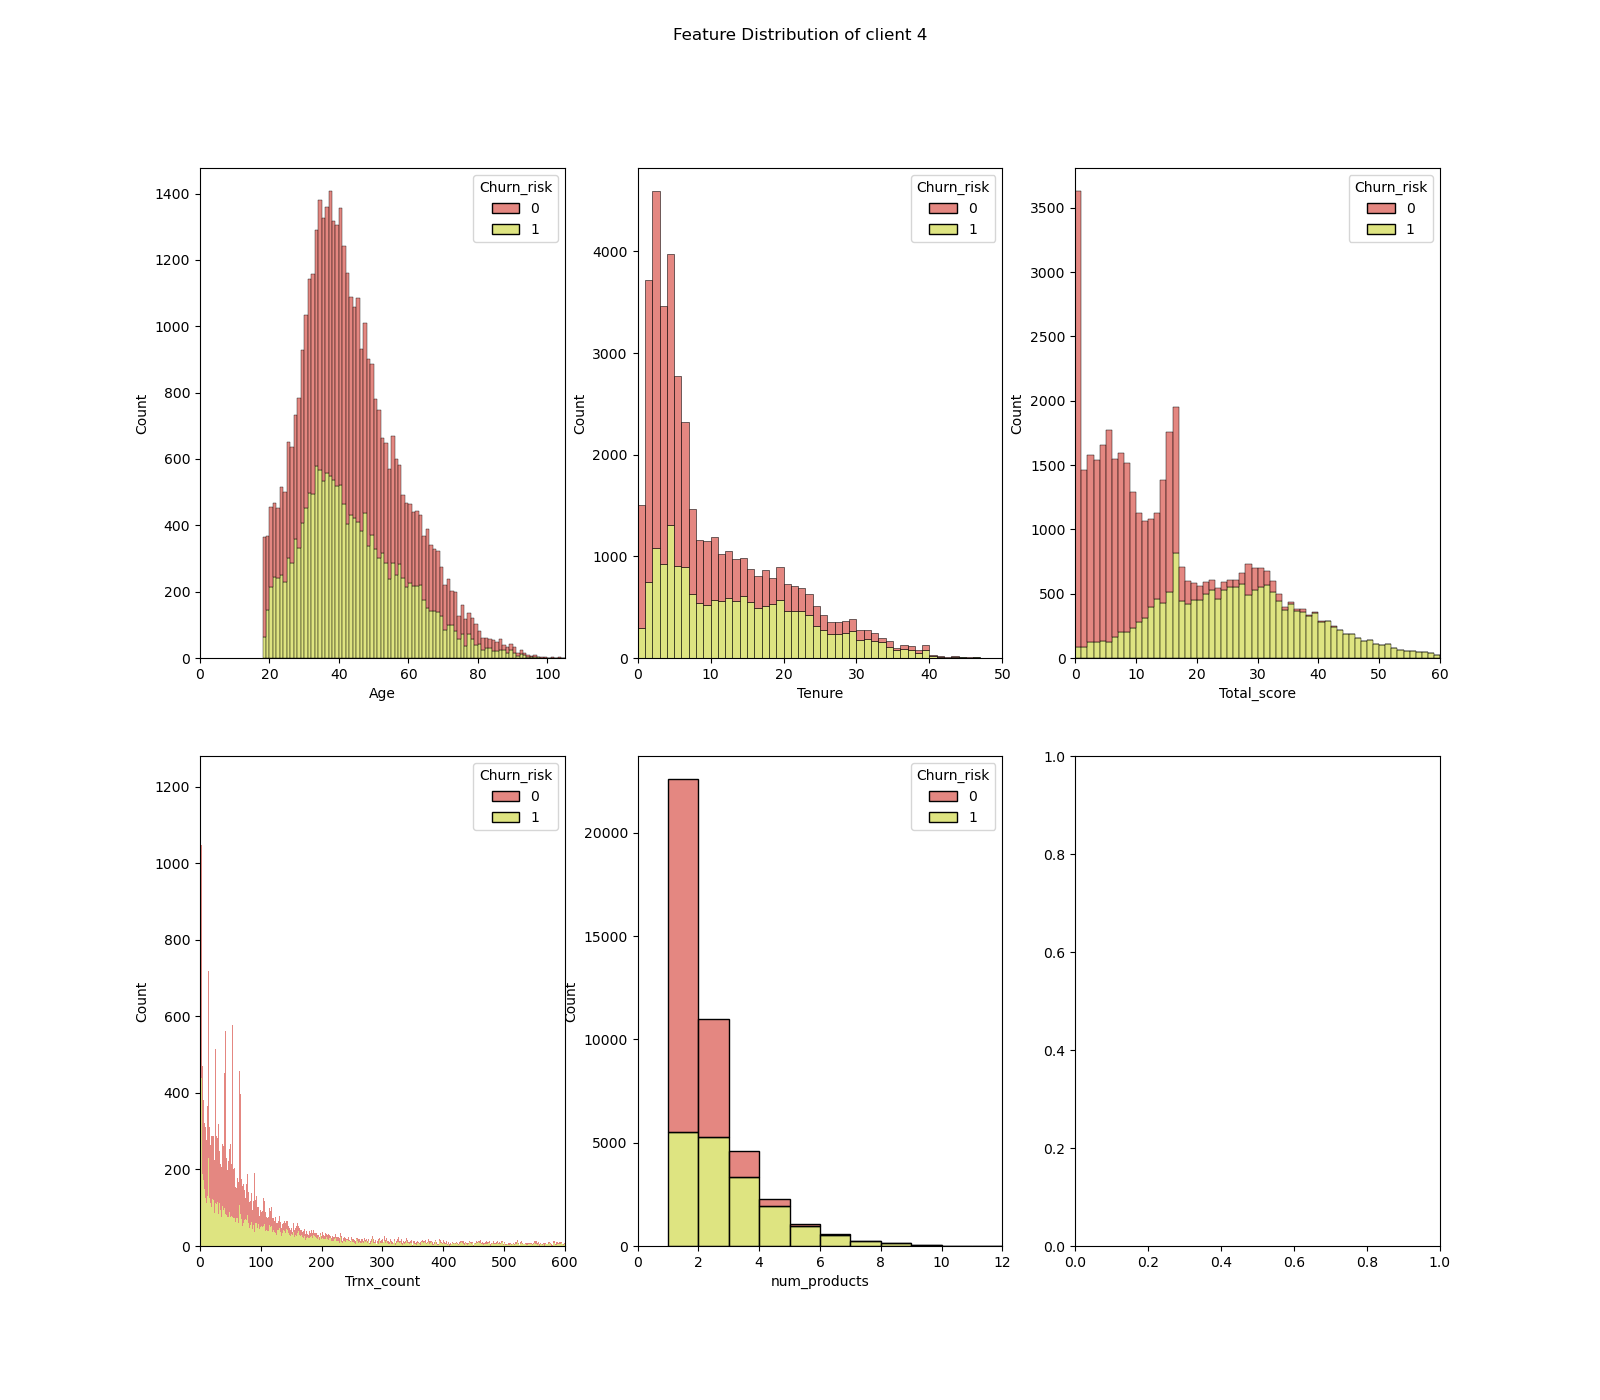 Feature Distribution of client 4
Churn_risk
0
1
1400
1200
1000
800
600
400
200
0
Count
0 20 40 60 80 100
Age
Churn_risk
0
1
4000
3000
2000
1000
0
Count
0 10 20 30 40 50
Tenure
Churn_risk
0
1
3500
3000
2500
2000
1500
1000
500
0
Count
0 10 20 30 40 50 60
Total_score
Churn_risk
0
1
1200
1000
800
600
400
200
0
Count
0 100 200 300 400 500 600
Trnx_count
Churn_risk
0
1
20000
15000
10000
5000
0
Count
0 2 4 6 8 10 12
num_products
1.0
0.8
0.6
0.4
0.2
0.0
0.0 0.2 0.4 0.6 0.8 1.0